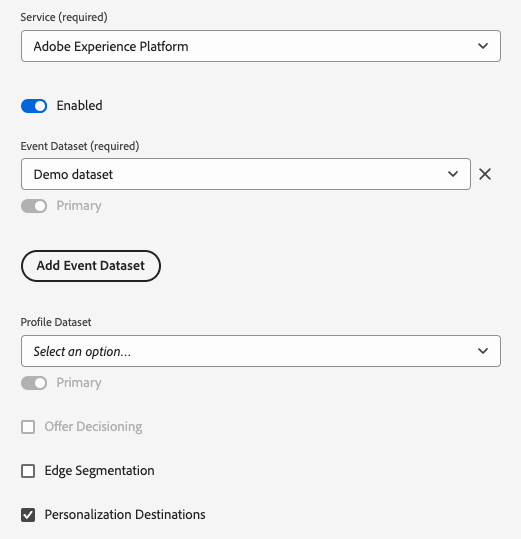 Service (required)
Adobe Experience Platform
Enabled
Event Dataset (required)
Demo dataset
Primary
Add Event Dataset
Profile Dataset
Select an option...
Primary
Offer Decisioning
Edge Segmentation
Personalization Destinations